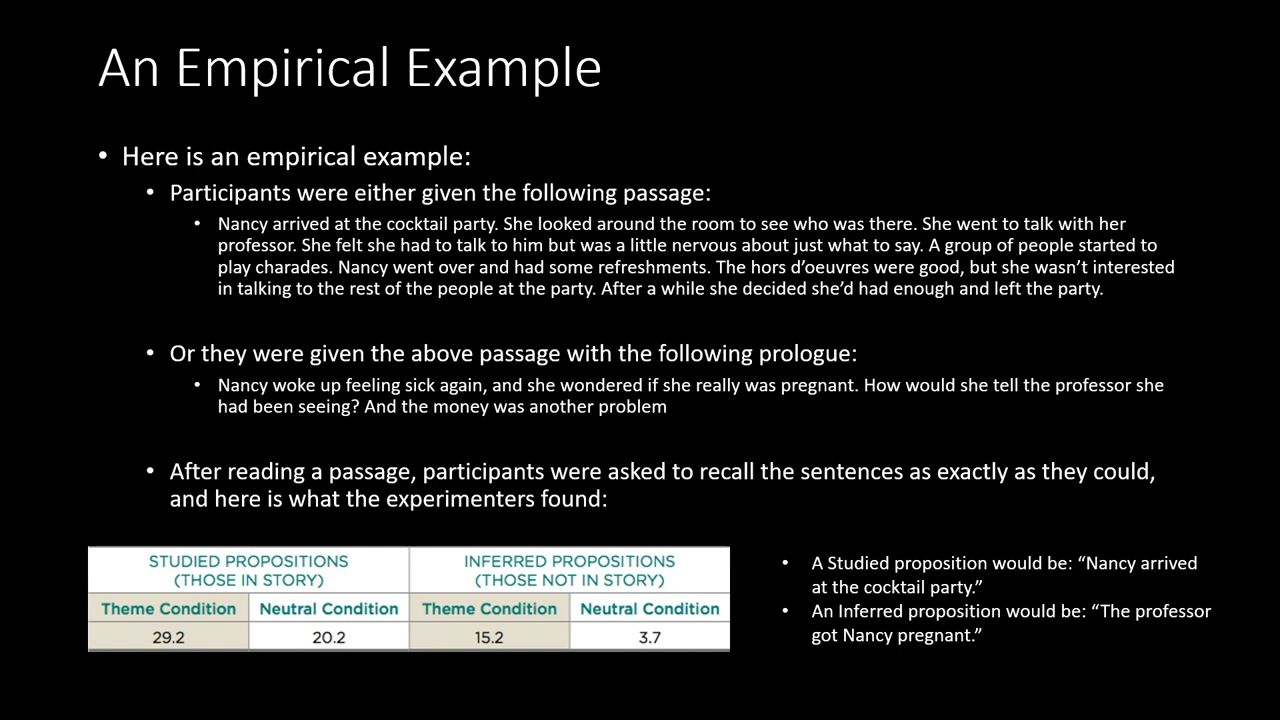 An Empirical Example
• Here is an empirical example:
• Participants were either given the following passage:
• Nancy arrived at the cocktail party. She looked around the room to see who was there. She went to talk with her
professor. She felt she had to talk to him but was a little nervous about just what to say. A group of people started to
play charades. Nancy went over and had some refreshments. The hors d’oeuvres were good, but she wasn’t interested
in talking to the rest of the people at the party. After a while she decided she’d had enough and left the party.
• Or they were given the above passage with the following prologue:
• Nancy woke up feeling sick again, and she wondered if she really was pregnant. How would she tell the professor she
had been seeing? And the money was another problem
• After reading a passage, participants were asked to recall the sentences as exactly as they could,
and here is what the experimenters found:
STUDIED PROPOSITIONS INFERRED PROPOSITIONS
(THOSE IN STORY) (THOSE NOT IN STORY)
Theme Condition Neutral Condition Theme Condition Neutral Condition
29.2 20.2 15.2 3.7
• A Studied proposition would be: “Nancy arrived
at the cocktail party.”
• An Inferred proposition would be: “The professor
got Nancy pregnant.”